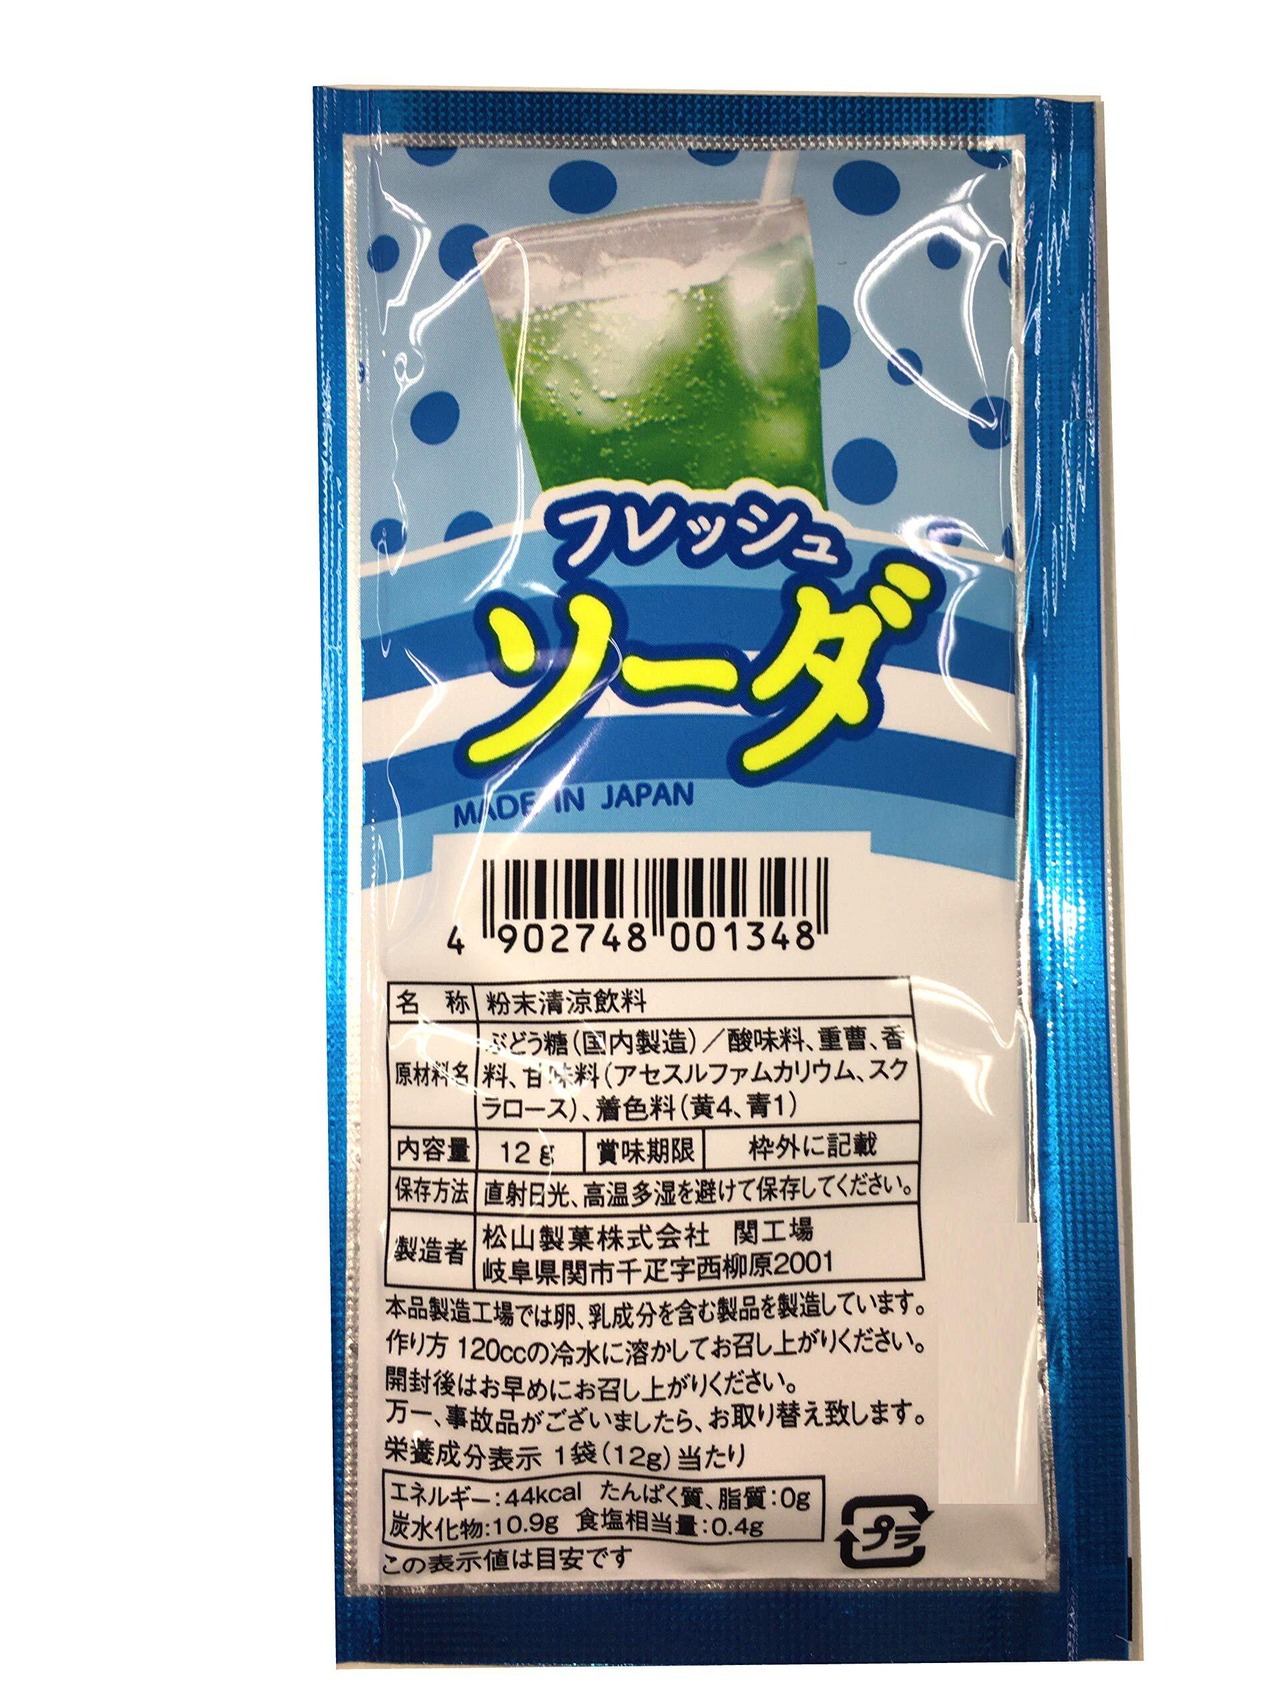 フレッシュ
ソーダ
MADE IN JAPAN
4 902748 001348
名 称 粉末清涼飲料
原材料名 ぶどう糖(国内製造)/酸味料、重曹、香
料、甘味料(アセスルファムカリウム、スク
ラロース)、着色料(黄4、青1)
内容量 12g 賞味期限 枠外に記載
保存方法 直射日光、高温多湿を避けて保存してください。
製造者 松山製菓株式会社 関工場
岐阜県関市千疋字西柳原2001
本品製造工場では卵、乳成分を含む製品を製造しています。
作り方 120ccの冷水に溶かしてお召し上がりください。
開封後はお早めにお召し上がりください。
万一、事故品がございましたら、お取り替え致します。
栄養成分表示 1袋(12g)当たり
エネルギー:44kcal たんぱく質、脂質:0g
炭水化物:10.9g 食塩相当量:0.4g
この表示値は目安です
プラ